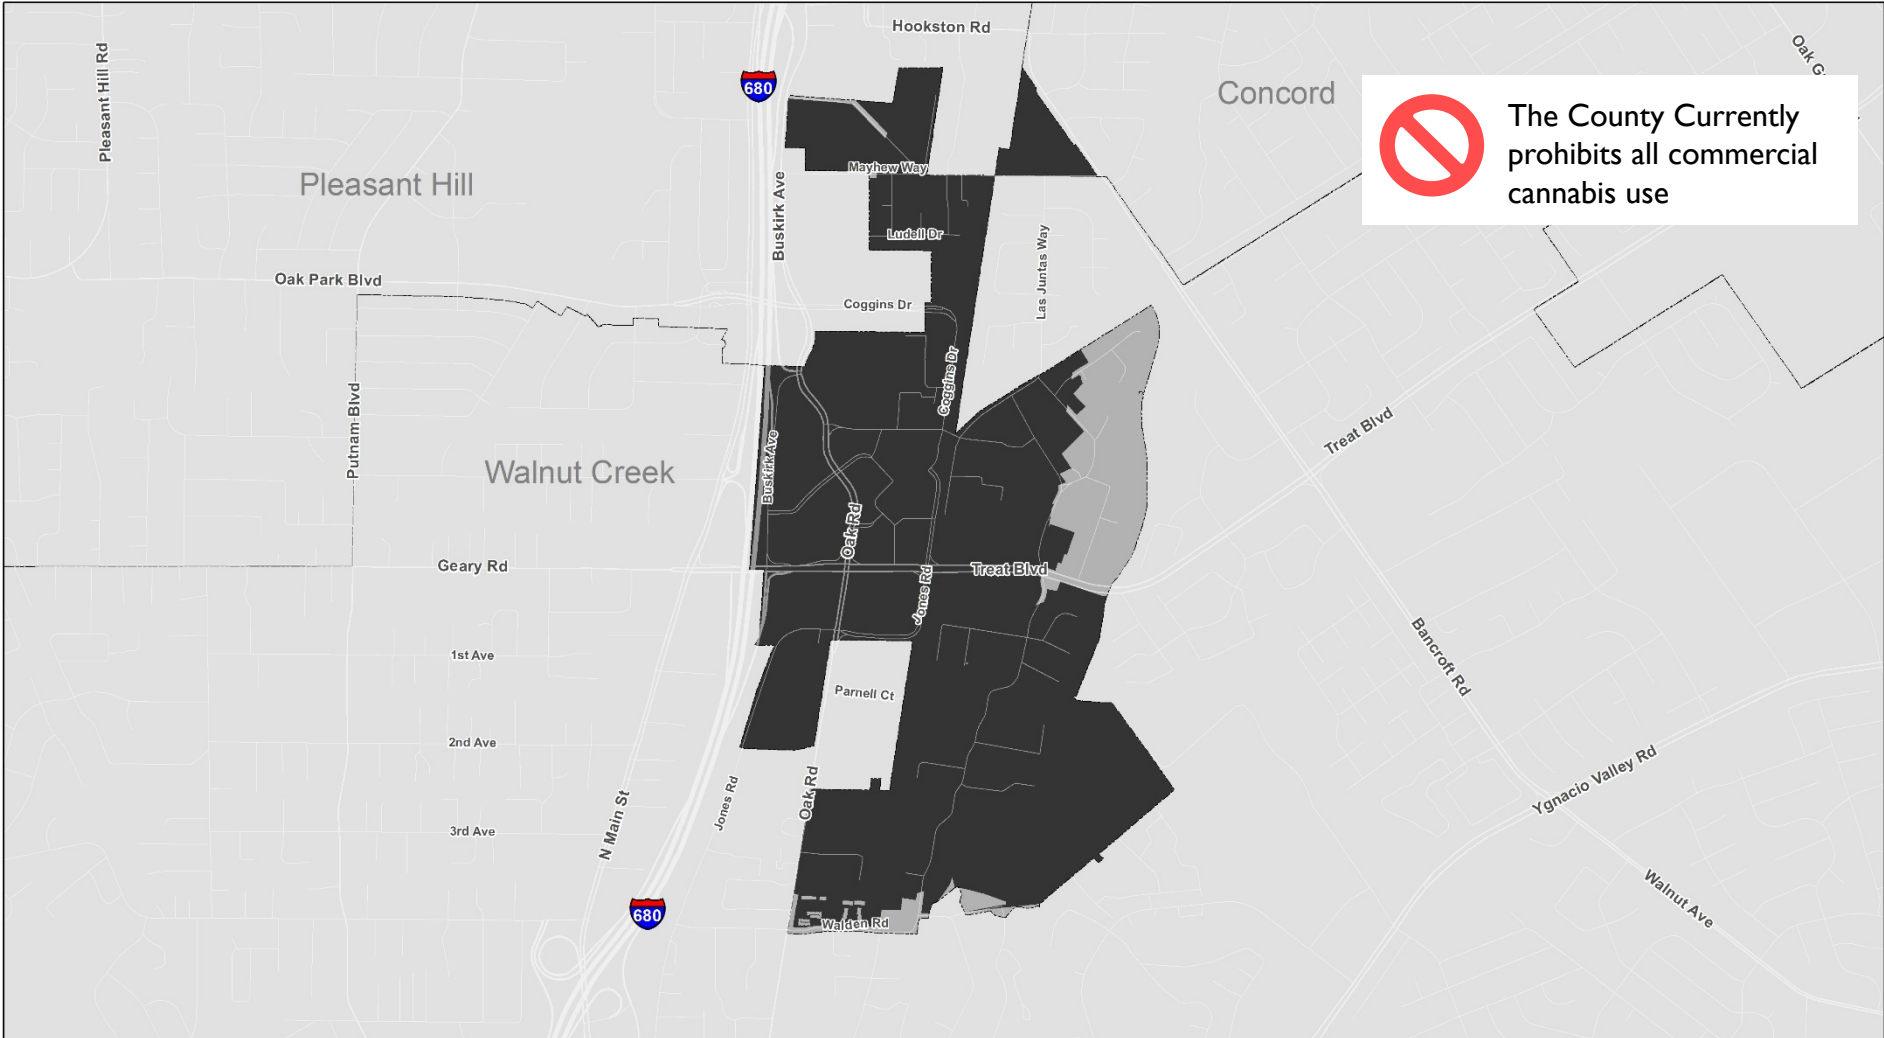 Hookston Rd
Oak G
680
Concord
Pleasant Hill Rd
The County Currently
prohibits all commercial
cannabis use
Mayhew Way
Pleasant Hill
Buskirk Ave
Ludell Dr
Las Juntas Way
Oak Park Blvd
Coggins Dr
Coggins Dr
Putnam Blvd
Treat Blvd
Buskirk Ave
Walnut Creek
Oak Rd
Geary Rd
Treat Blvd
Jones Rd
1st Ave
Bancroft Rd
Parnell Ct
2nd Ave
Ygnacio Valley Rd
Oak Rd
Jones Rd
N Main St
3rd Ave
Walnut Ave
680
Walden Rd